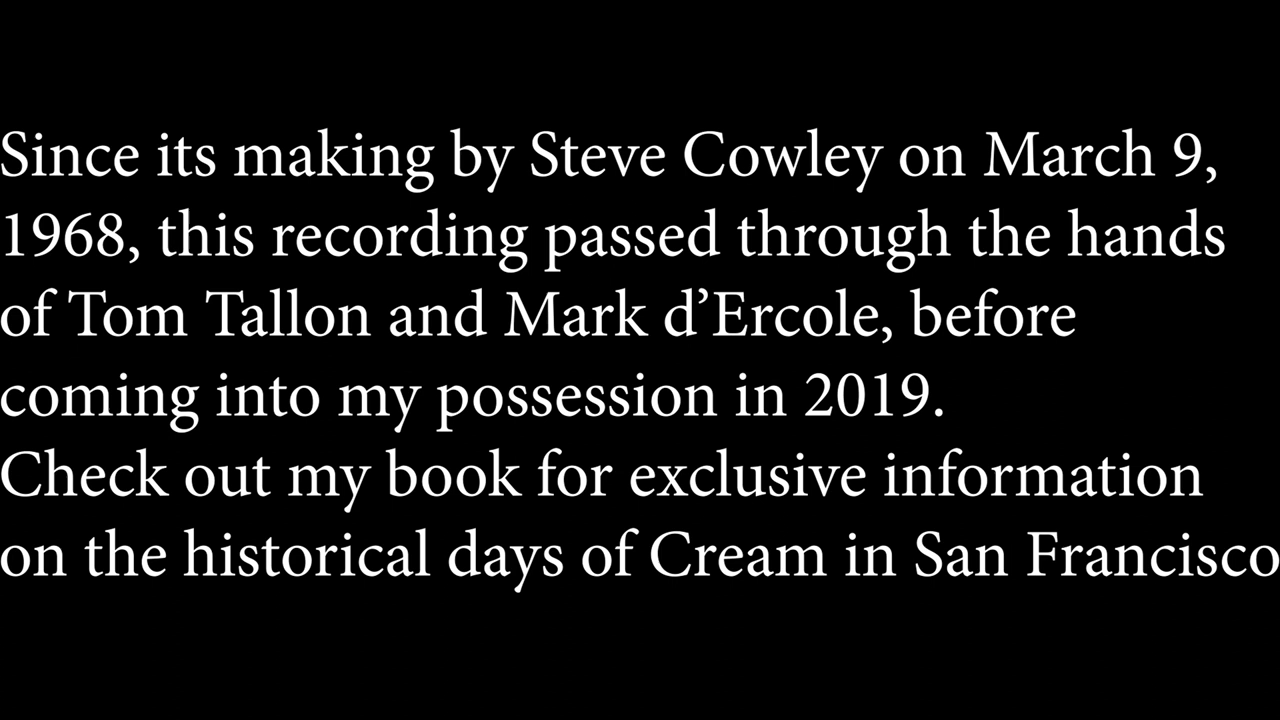 Since its making by Steve Cowley on March 9,
1968, this recording passed through the hands
of Tom Tallon and Mark d’Ercole, before
coming into my possession in 2019.
Check out my book for exclusive information
on the historical days of Cream in San Francisco